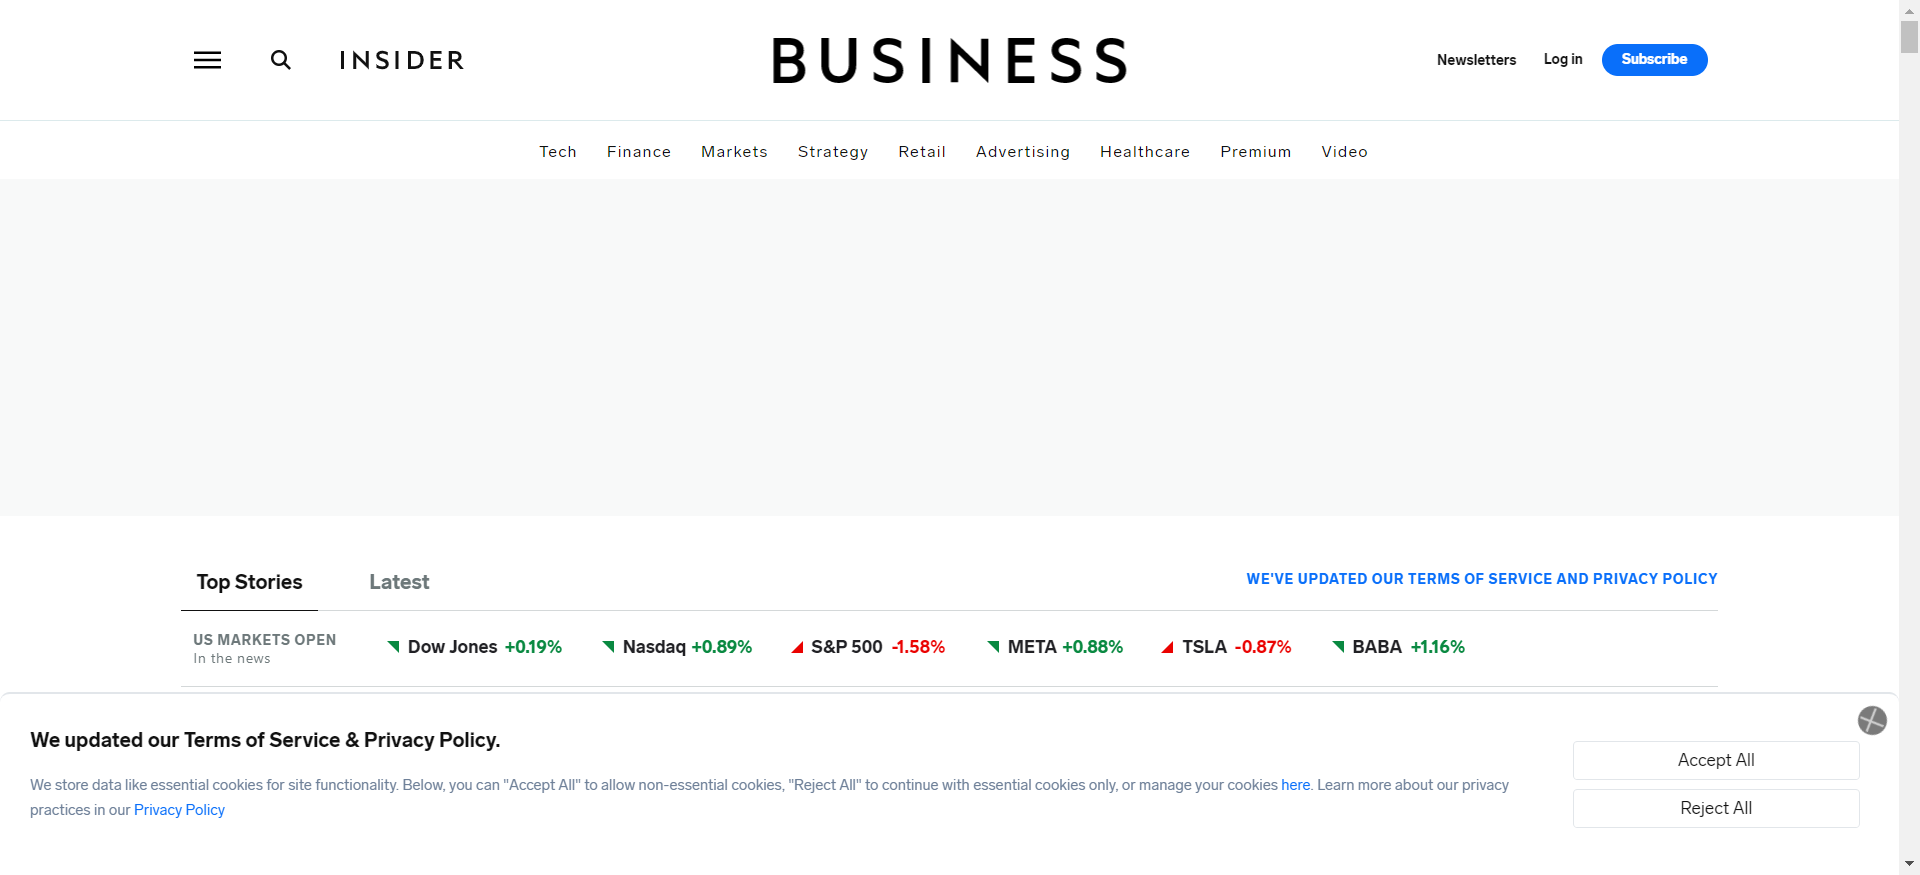 INSIDER
BUSINESS
Newsletters
Log in
Subscribe
Tech Finance Markets Strategy Retail Advertising Healthcare Premium Video
Top Stories
Latest
WE'VE UPDATED OUR TERMS OF SERVICE AND PRIVACY POLICY
US MARKETS OPEN
In the news
Dow Jones +0.19%
Nasdaq +0.89%
S&P 500 -1.58%
META +0.88%
TSLA -0.87%
BABA +1.16%
We updated our Terms of Service & Privacy Policy.
We store data like essential cookies for site functionality. Below, you can "Accept All" to allow non-essential cookies, "Reject All" to continue with essential cookies only, or manage your cookies here. Learn more about our privacy
practices in our Privacy Policy
Accept All
Reject All